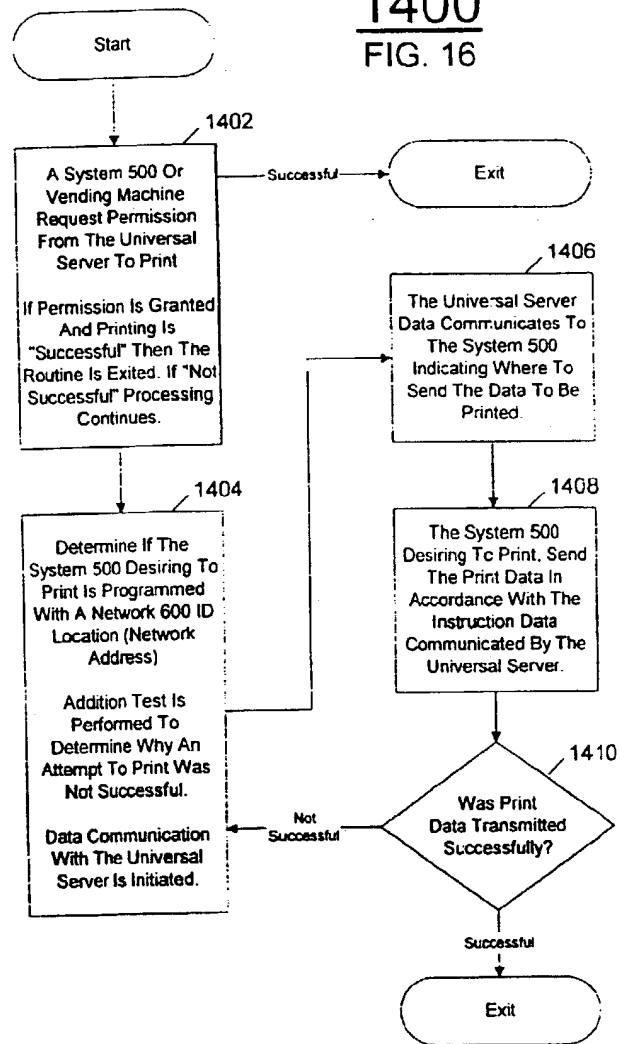 1400
FIG. 16
Start
1402
A System 500 Or
Vending Machine
Request Permission
From The Universal
Server To Print
If Permission Is Granted
And Printing Is
"Successful" Then The
Routine Is Exited. If "Not
Successful" Processing
Continues.
Successful
Exit
1404
Determine If The
System 500 Desiring To
Print Is Programmed
With A Network 600 ID
Location (Network
Address)
Addition Test Is
Performed To
Determine Why An
Attempt To Print Was
Not Successful.
Data Communication
With The Universal
Server Is Initiated.
1406
The Universal Server
Data Communicates To
The System 500
Indicating Where To
Send The Data To Be
Printed.
1408
The System 500
Desiring To Print, Send
The Print Data In
Accordance With The
Instruction Data
Communicated By The
Universal Server.
1410
Was Print
Data Transmitted
Successfully?
Not
Successful
Successful
Exit